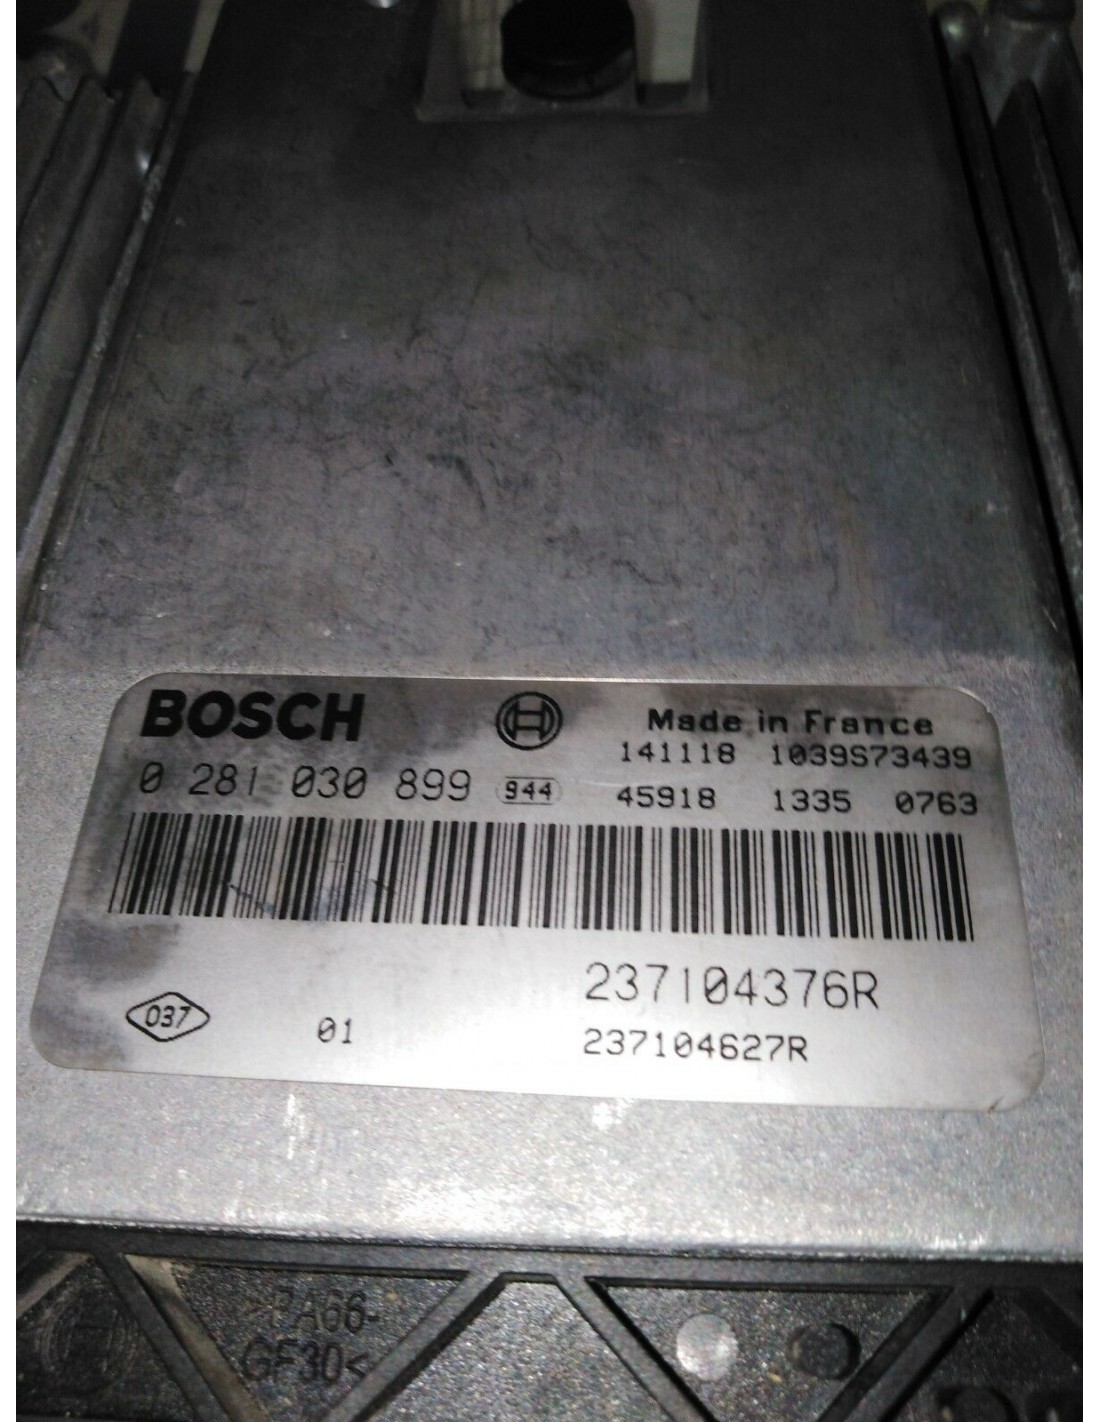 BOSCH
Made in France
141118 1039S73439
0 281 030 899 944 45918 1335 0763
237104376R
037 01 237104627R
>PA66-
GF30<